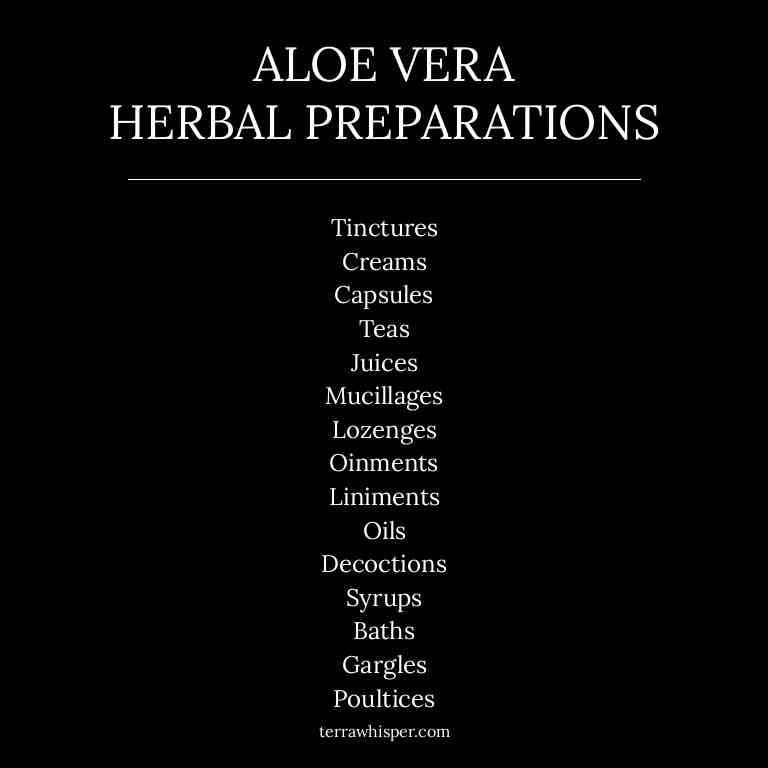 ALOE VERA
HERBAL PREPARATIONS
Tinctures
Creams
Capsules
Teas
Juices
Mucillages
Lozenges
Oinments
Liniments
Oils
Decoctions
Syrups
Baths
Gargles
Poultices
terrawhisper.com